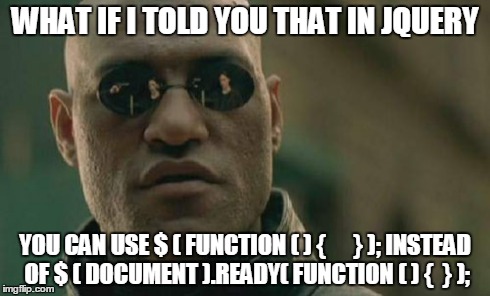 WHAT IF I TOLD YOU THAT IN JQUERY
YOU CAN USE $ ( FUNCTION ( ) { } ); INSTEAD
OF $ ( DOCUMENT ).READY( FUNCTION ( ) { } );
imgflip.com